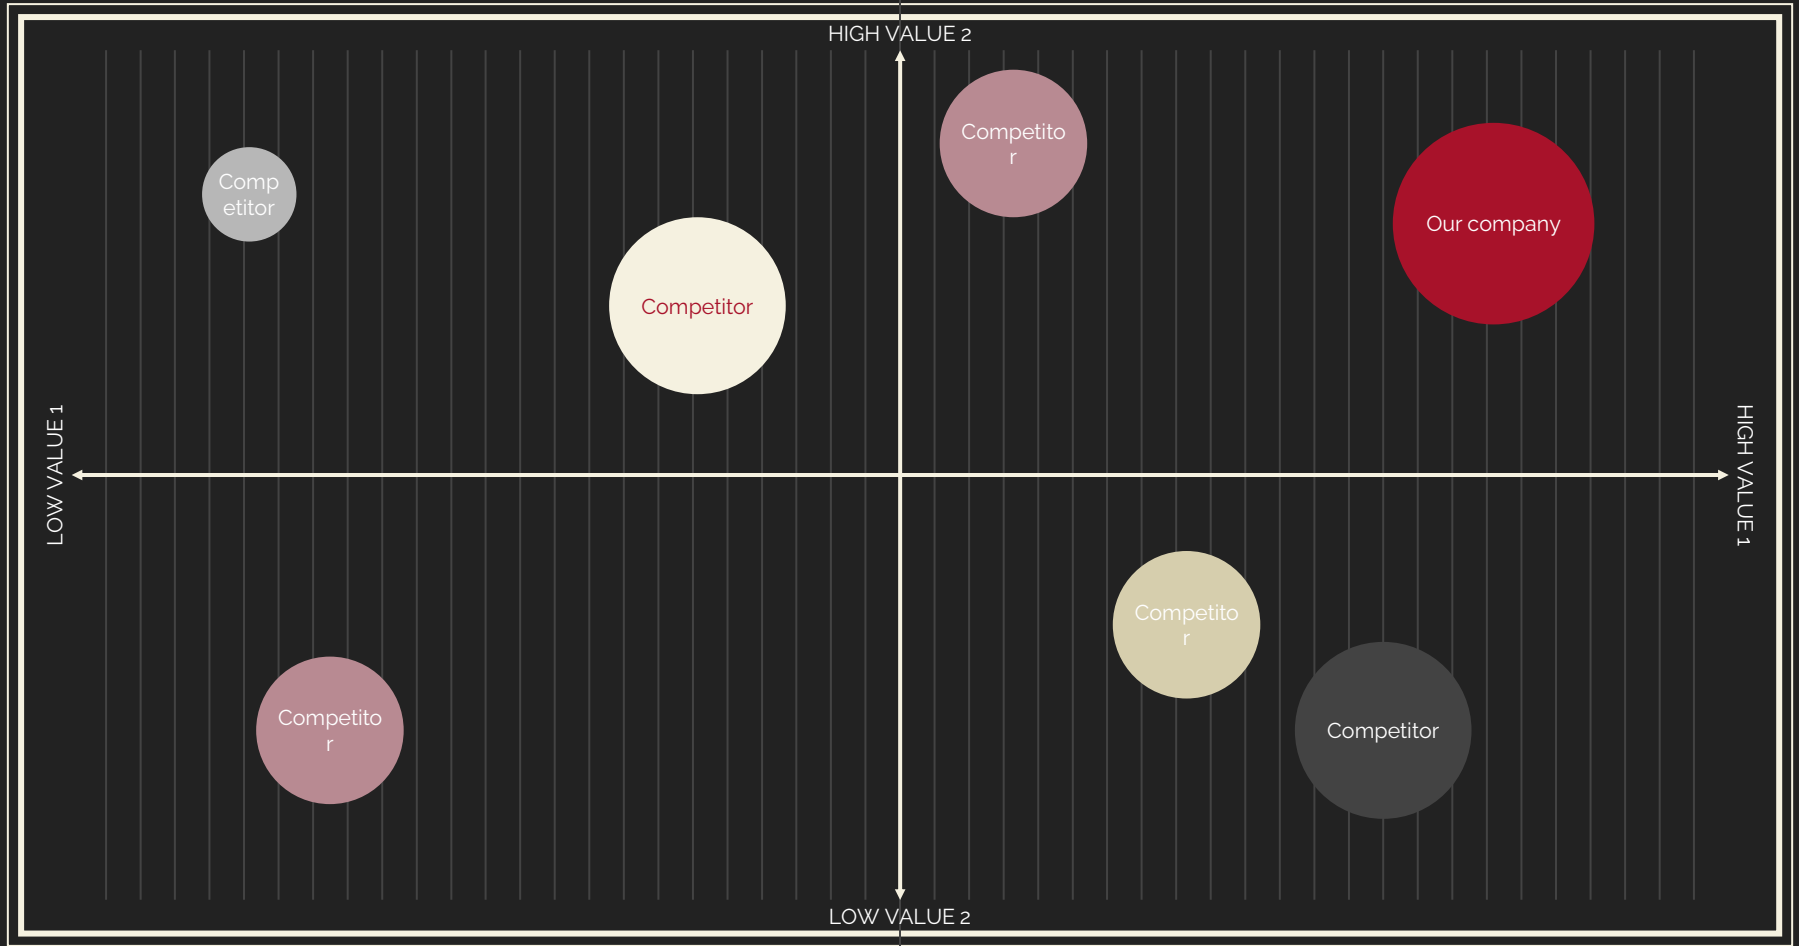 HIGH VALUE 2
Competito
r
Comp
etitor
Our company
Competitor
LOW VALUE 1
HIGH VALUE 1
Competito
r
Competito
r
Competitor
LOW VALUE 2